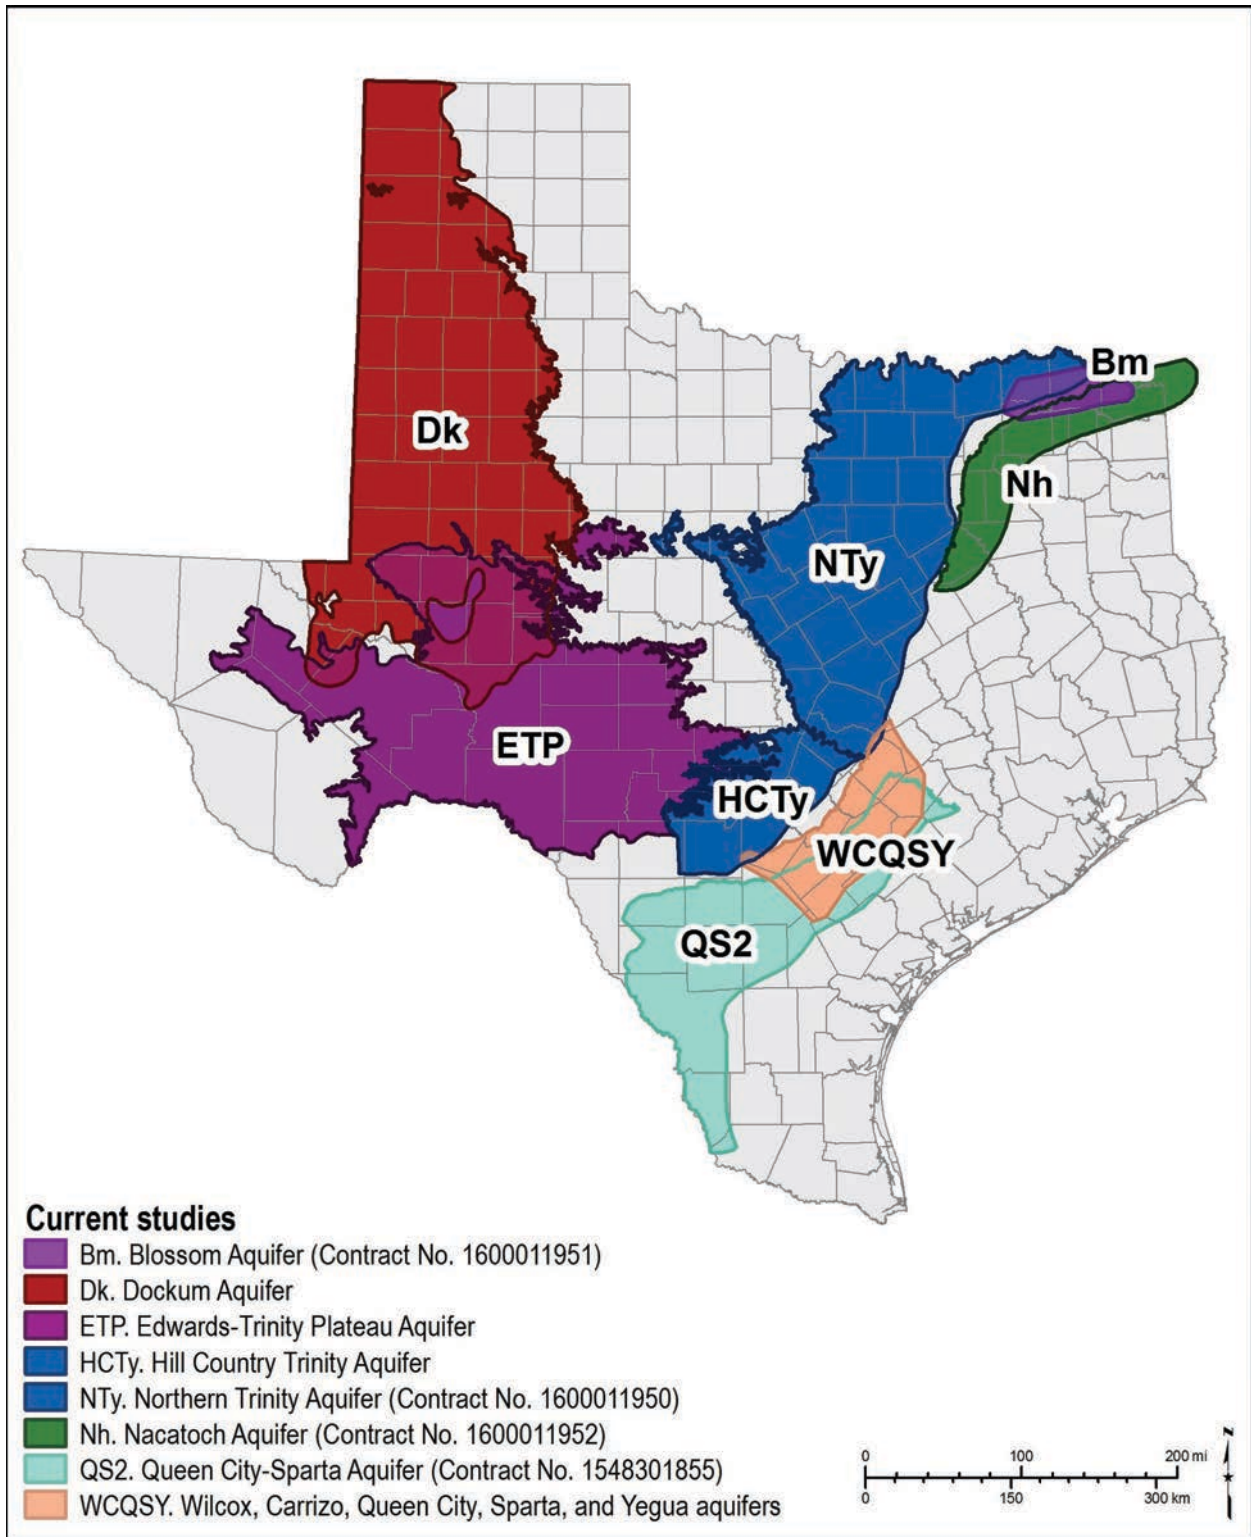 Bm
Dk
Nh
NTy
ETP
HCTy
WCQSY
QS2
Current studies
Bm. Blossom Aquifer (Contract No. 1600011951)
Dk. Dockum Aquifer
ETP. Edwards-Trinity Plateau Aquifer
HCTy. Hill Country Trinity Aquifer
NTy. Northern Trinity Aquifer (Contract No. 1600011950)
Nh. Nacatoch Aquifer (Contract No. 1600011952)
QS2. Queen City-Sparta Aquifer (Contract No. 1548301855)
WCQSY. Wilcox, Carrizo, Queen City, Sparta, and Yegua aquifers
0 100 200 mi
0 150 300 km
N